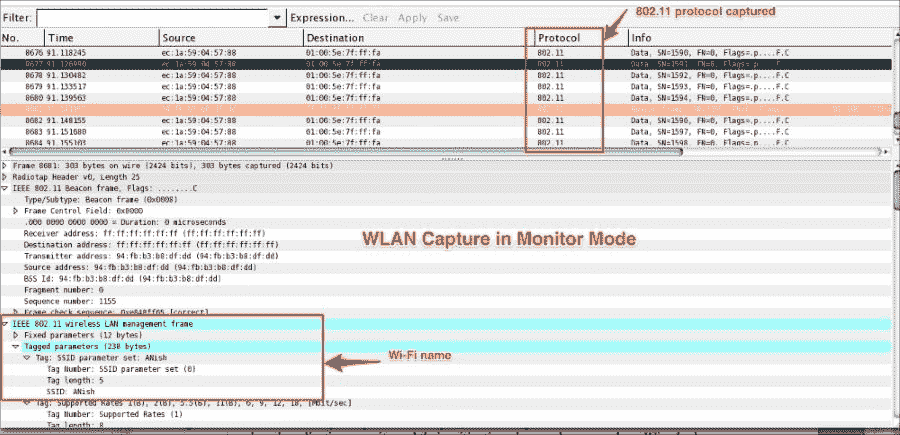 802.11 protocol captured
Filter: Expression... Clear Apply Save
No. Time Source Destination Protocol Info
8676 91.118245 ec:1a:59:04:57:88 01:00:5e:7f:ff:fa 802.11 Data, SN=1590, FN=0, Flags=.p....F.C
8677 91.126990 ec:1a:59:04:57:88 01:00:5e:7f:ff:fa 802.11 Data, SN=1591, FN=0, Flags=.p....F.C
8678 91.130482 ec:1a:59:04:57:88 01:00:5e:7f:ff:fa 802.11 Data, SN=1592, FN=0, Flags=.p....F.C
8679 91.133517 ec:1a:59:04:57:88 01:00:5e:7f:ff:fa 802.11 Data, SN=1593, FN=0, Flags=.p....F.C
8680 91.139563 ec:1a:59:04:57:88 01:00:5e:7f:ff:fa 802.11 Data, SN=1594, FN=0, Flags=.p....F.C
8682 91.148155 ec:1a:59:04:57:88 01:00:5e:7f:ff:fa 802.11 Data, SN=1596, FN=0, Flags=.p....F.C
8683 91.151680 ec:1a:59:04:57:88 01:00:5e:7f:ff:fa 802.11 Data, SN=1597, FN=0, Flags=.p....F.C
8684 91.155103 ec:1a:59:04:57:88 01:00:5e:7f:ff:fa 802.11 Data, SN=1598, FN=0, Flags=.p....F.C
Frame 8681: 303 bytes on wire (2424 bits), 303 bytes captured (2424 bits)
Radiotap Header v0, Length 25
IEEE 802.11 Beacon frame, Flags: ........C
Type/Subtype: Beacon frame (0x0008)
Frame Control Field: 0x8000
.000 0000 0000 0000 = Duration: 0 microseconds
Receiver address: ff:ff:ff:ff:ff:ff (ff:ff:ff:ff:ff:ff)
Destination address: ff:ff:ff:ff:ff:ff (ff:ff:ff:ff:ff:ff)
WLAN Capture in Monitor Mode
Transmitter address: 94:fb:b3:b8:df:dd (94:fb:b3:b8:df:dd)
Source address: 94:fb:b3:b8:df:dd (94:fb:b3:b8:df:dd)
BSS Id: 94:fb:b3:b8:df:dd (94:fb:b3:b8:df:dd)
Fragment number: 0
Sequence number: 1155
Frame check sequence: [correct]
IEEE 802.11 wireless LAN management frame
Fixed parameters (12 bytes)
Tagged parameters (238 bytes)
Tag: SSID parameter set: ANish
Wi-Fi name
Tag Number: SSID parameter set (0)
Tag length: 5
SSID: ANish
Tag: Supported Rates 1(B), 2(B), 5.5(B), 11(B), 6, 9, 12, 18, [Mbit/sec]
Tag Number: Supported Rates (1)
Tag length: 8